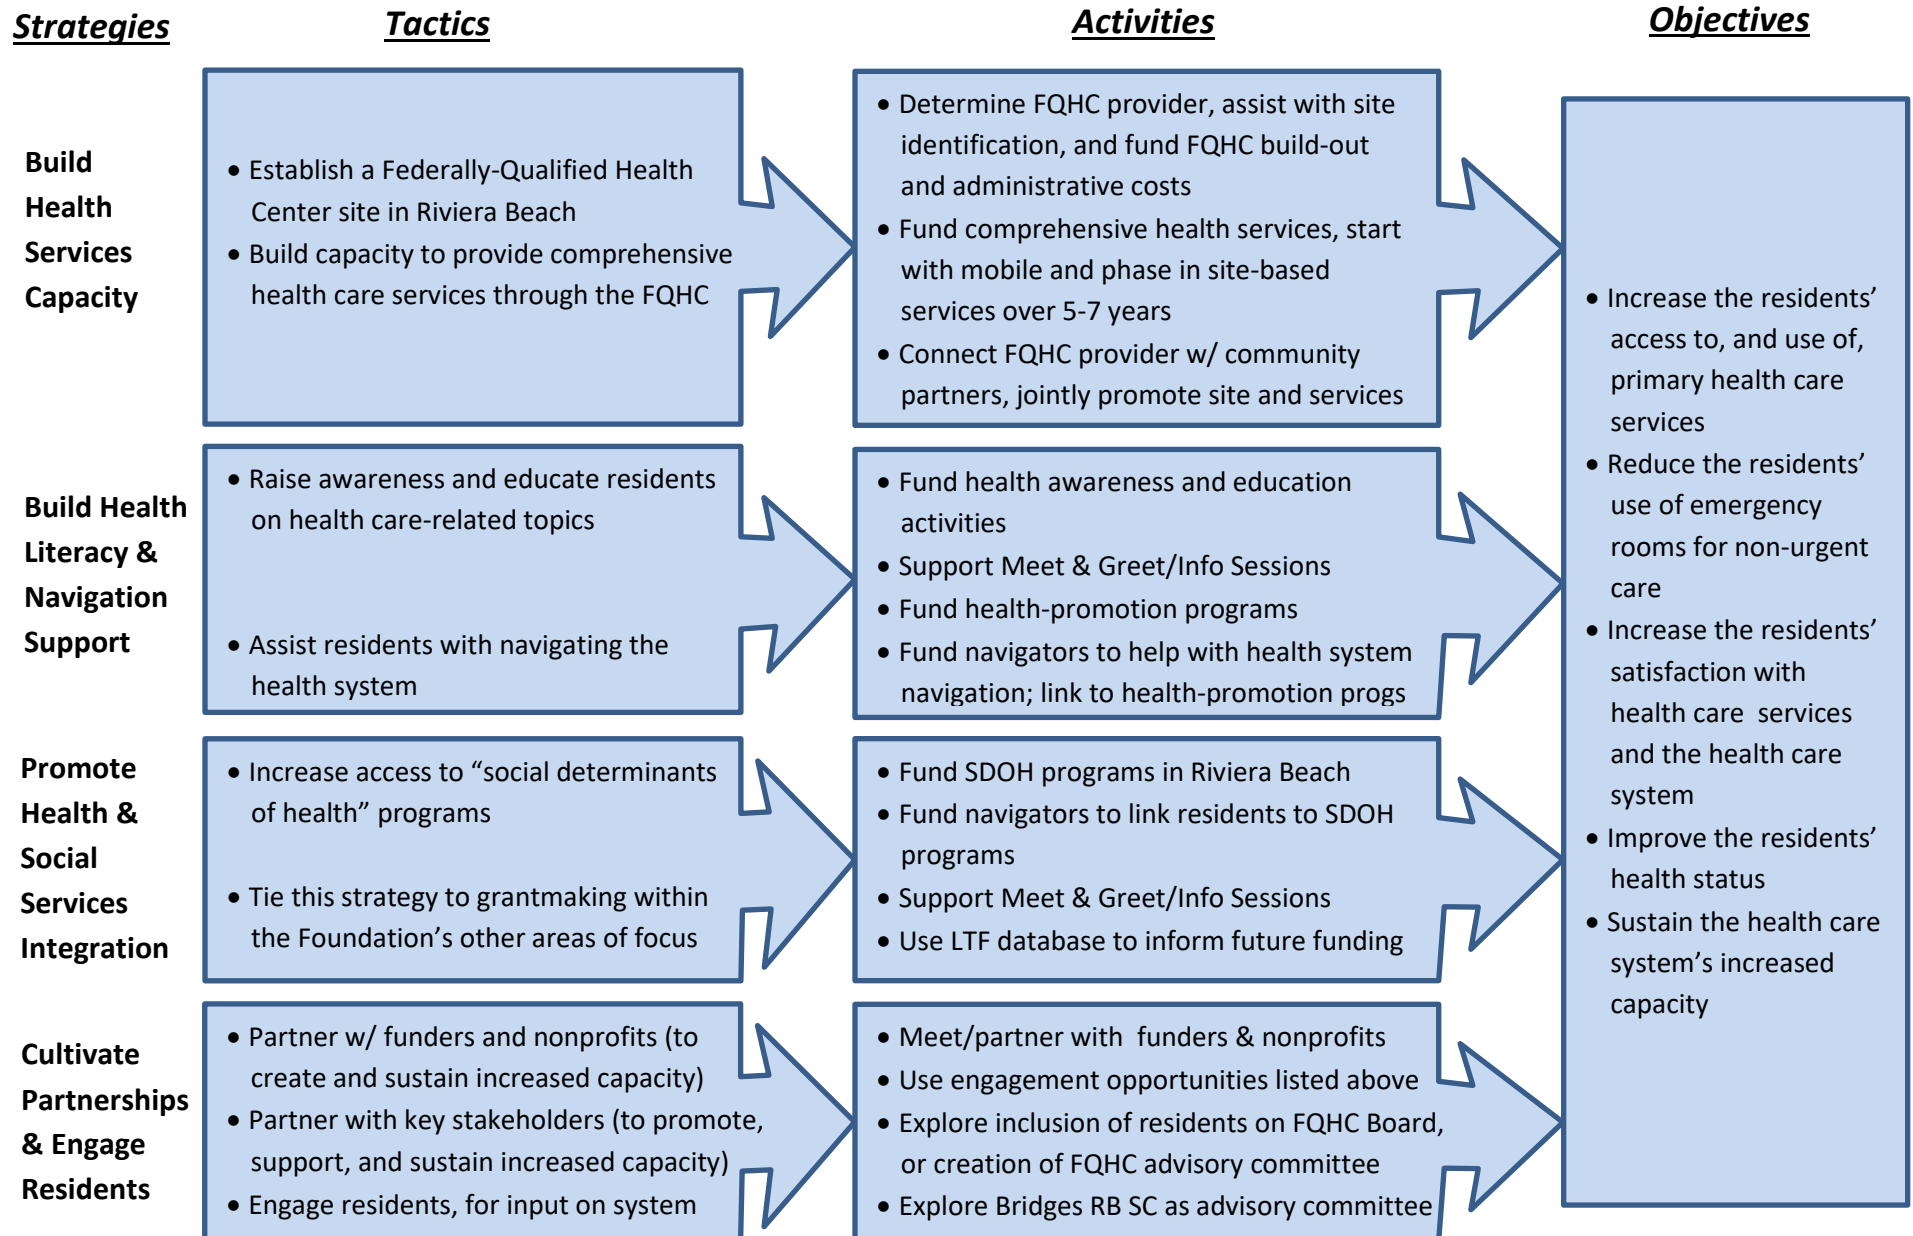 Strategies
Tactics
Activities
Objectives
Build
Health
Services
Capacity
• Establish a Federally-Qualified Health
Center site in Riviera Beach
• Build capacity to provide comprehensive
health care services through the FQHC
• Determine FQHC provider, assist with site
identification, and fund FQHC build-out
and administrative costs
• Fund comprehensive health services, start
with mobile and phase in site-based
services over 5-7 years
• Connect FQHC provider w/ community
partners, jointly promote site and services
Build Health
Literacy &
Navigation
Support
• Raise awareness and educate residents
on health care-related topics
• Assist residents with navigating the
health system
• Fund health awareness and education
activities
• Support Meet & Greet/Info Sessions
• Fund health-promotion programs
• Fund navigators to help with health system
navigation; link to health-promotion progs
Promote
Health &
Social
Services
Integration
• Increase access to “social determinants
of health” programs
• Tie this strategy to grantmaking within
the Foundation’s other areas of focus
• Fund SDOH programs in Riviera Beach
• Fund navigators to link residents to SDOH
programs
• Support Meet & Greet/Info Sessions
• Use LTF database to inform future funding
Cultivate
Partnerships
& Engage
Residents
• Partner w/ funders and nonprofits (to
create and sustain increased capacity)
• Partner with key stakeholders (to promote,
support, and sustain increased capacity)
• Engage residents, for input on system
• Meet/partner with  funders & nonprofits
• Use engagement opportunities listed above
• Explore inclusion of residents on FQHC Board,
or creation of FQHC advisory committee
• Explore Bridges RB SC as advisory committee
• Increase the residents’
access to, and use of,
primary health care
services
• Reduce the residents’
use of emergency
rooms for non-urgent
care
• Increase the residents’
satisfaction with
health care  services
and the health care
system
• Improve the residents’
health status
• Sustain the health care
system’s increased
capacity